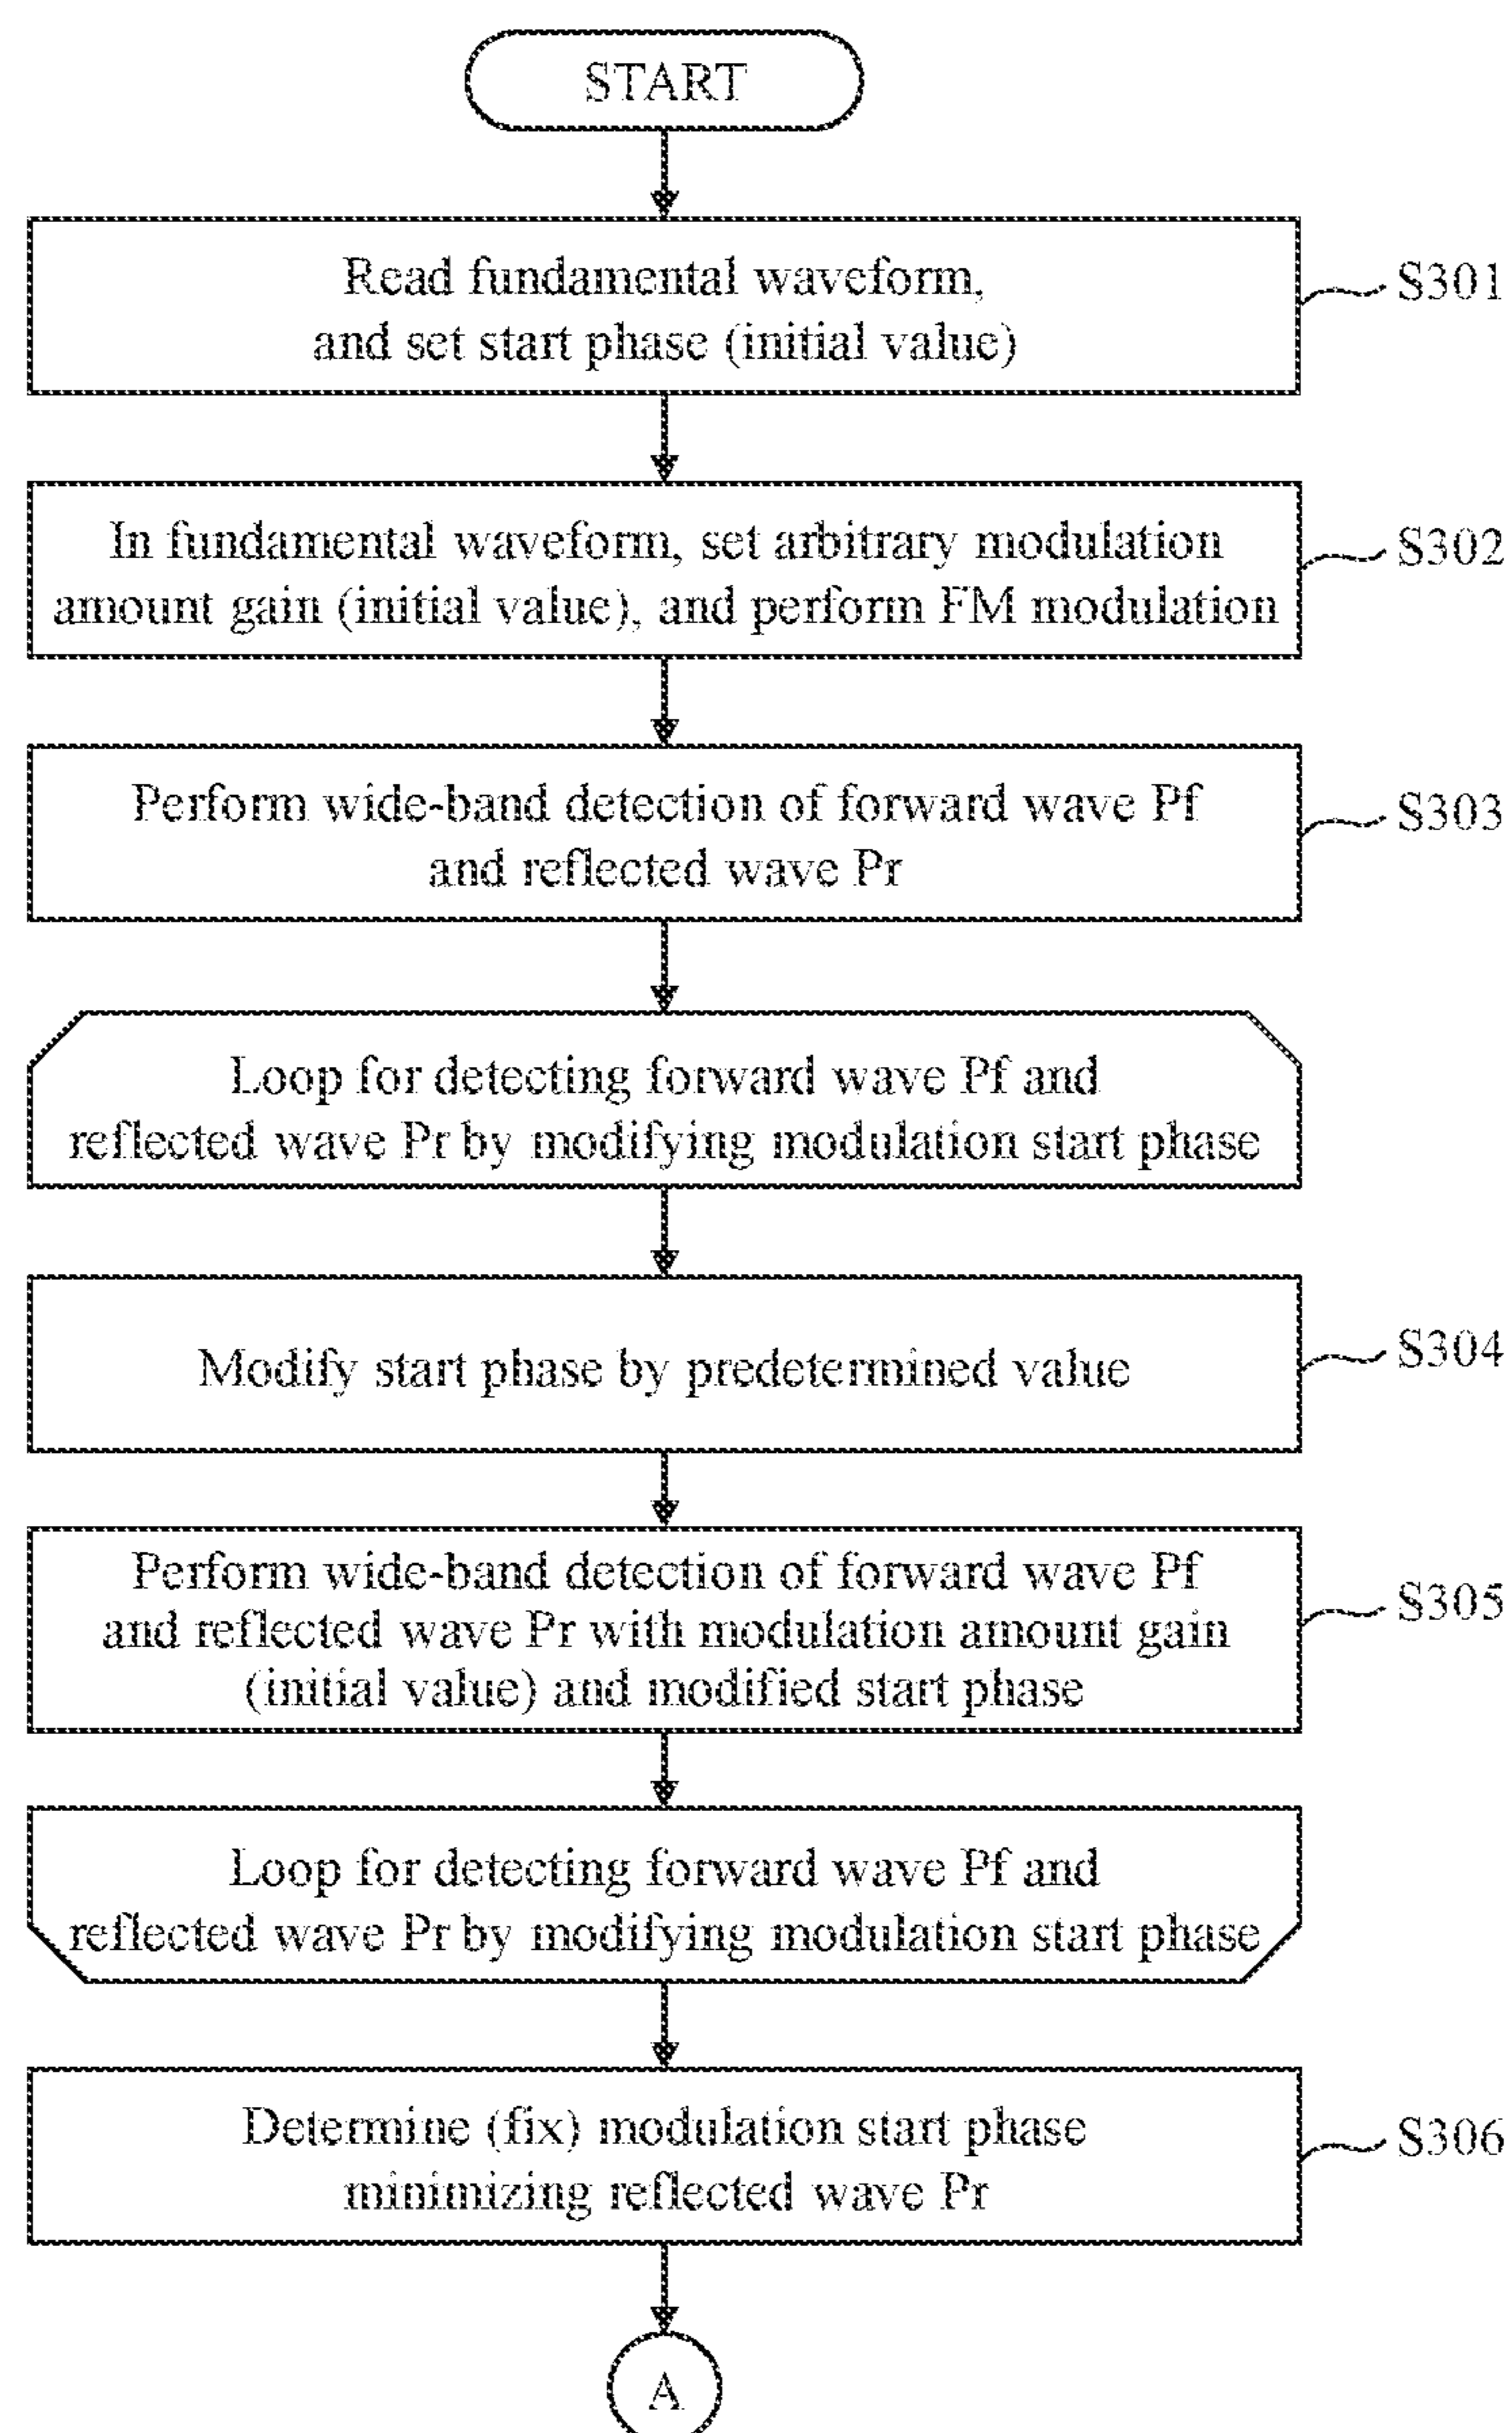 START
Read fundamental waveform,
and set start phase (initial value)
S301
In fundamental waveform, set arbitrary modulation
amount gain (initial value), and perform FM modulation
S302
Perform wide-band detection of forward wave Pf
and reflected wave Pr
S303
Loop for detecting forward wave Pf and
reflected wave Pr by modifying modulation start phase
Modify start phase by predetermined value
S304
Perform wide-band detection of forward wave Pf
and reflected wave Pr with modulation amount gain
(initial value) and modified start phase
S305
Loop for detecting forward wave Pf and
reflected wave Pr by modifying modulation start phase
Determine (fix) modulation start phase
minimizing reflected wave Pr
S306
A